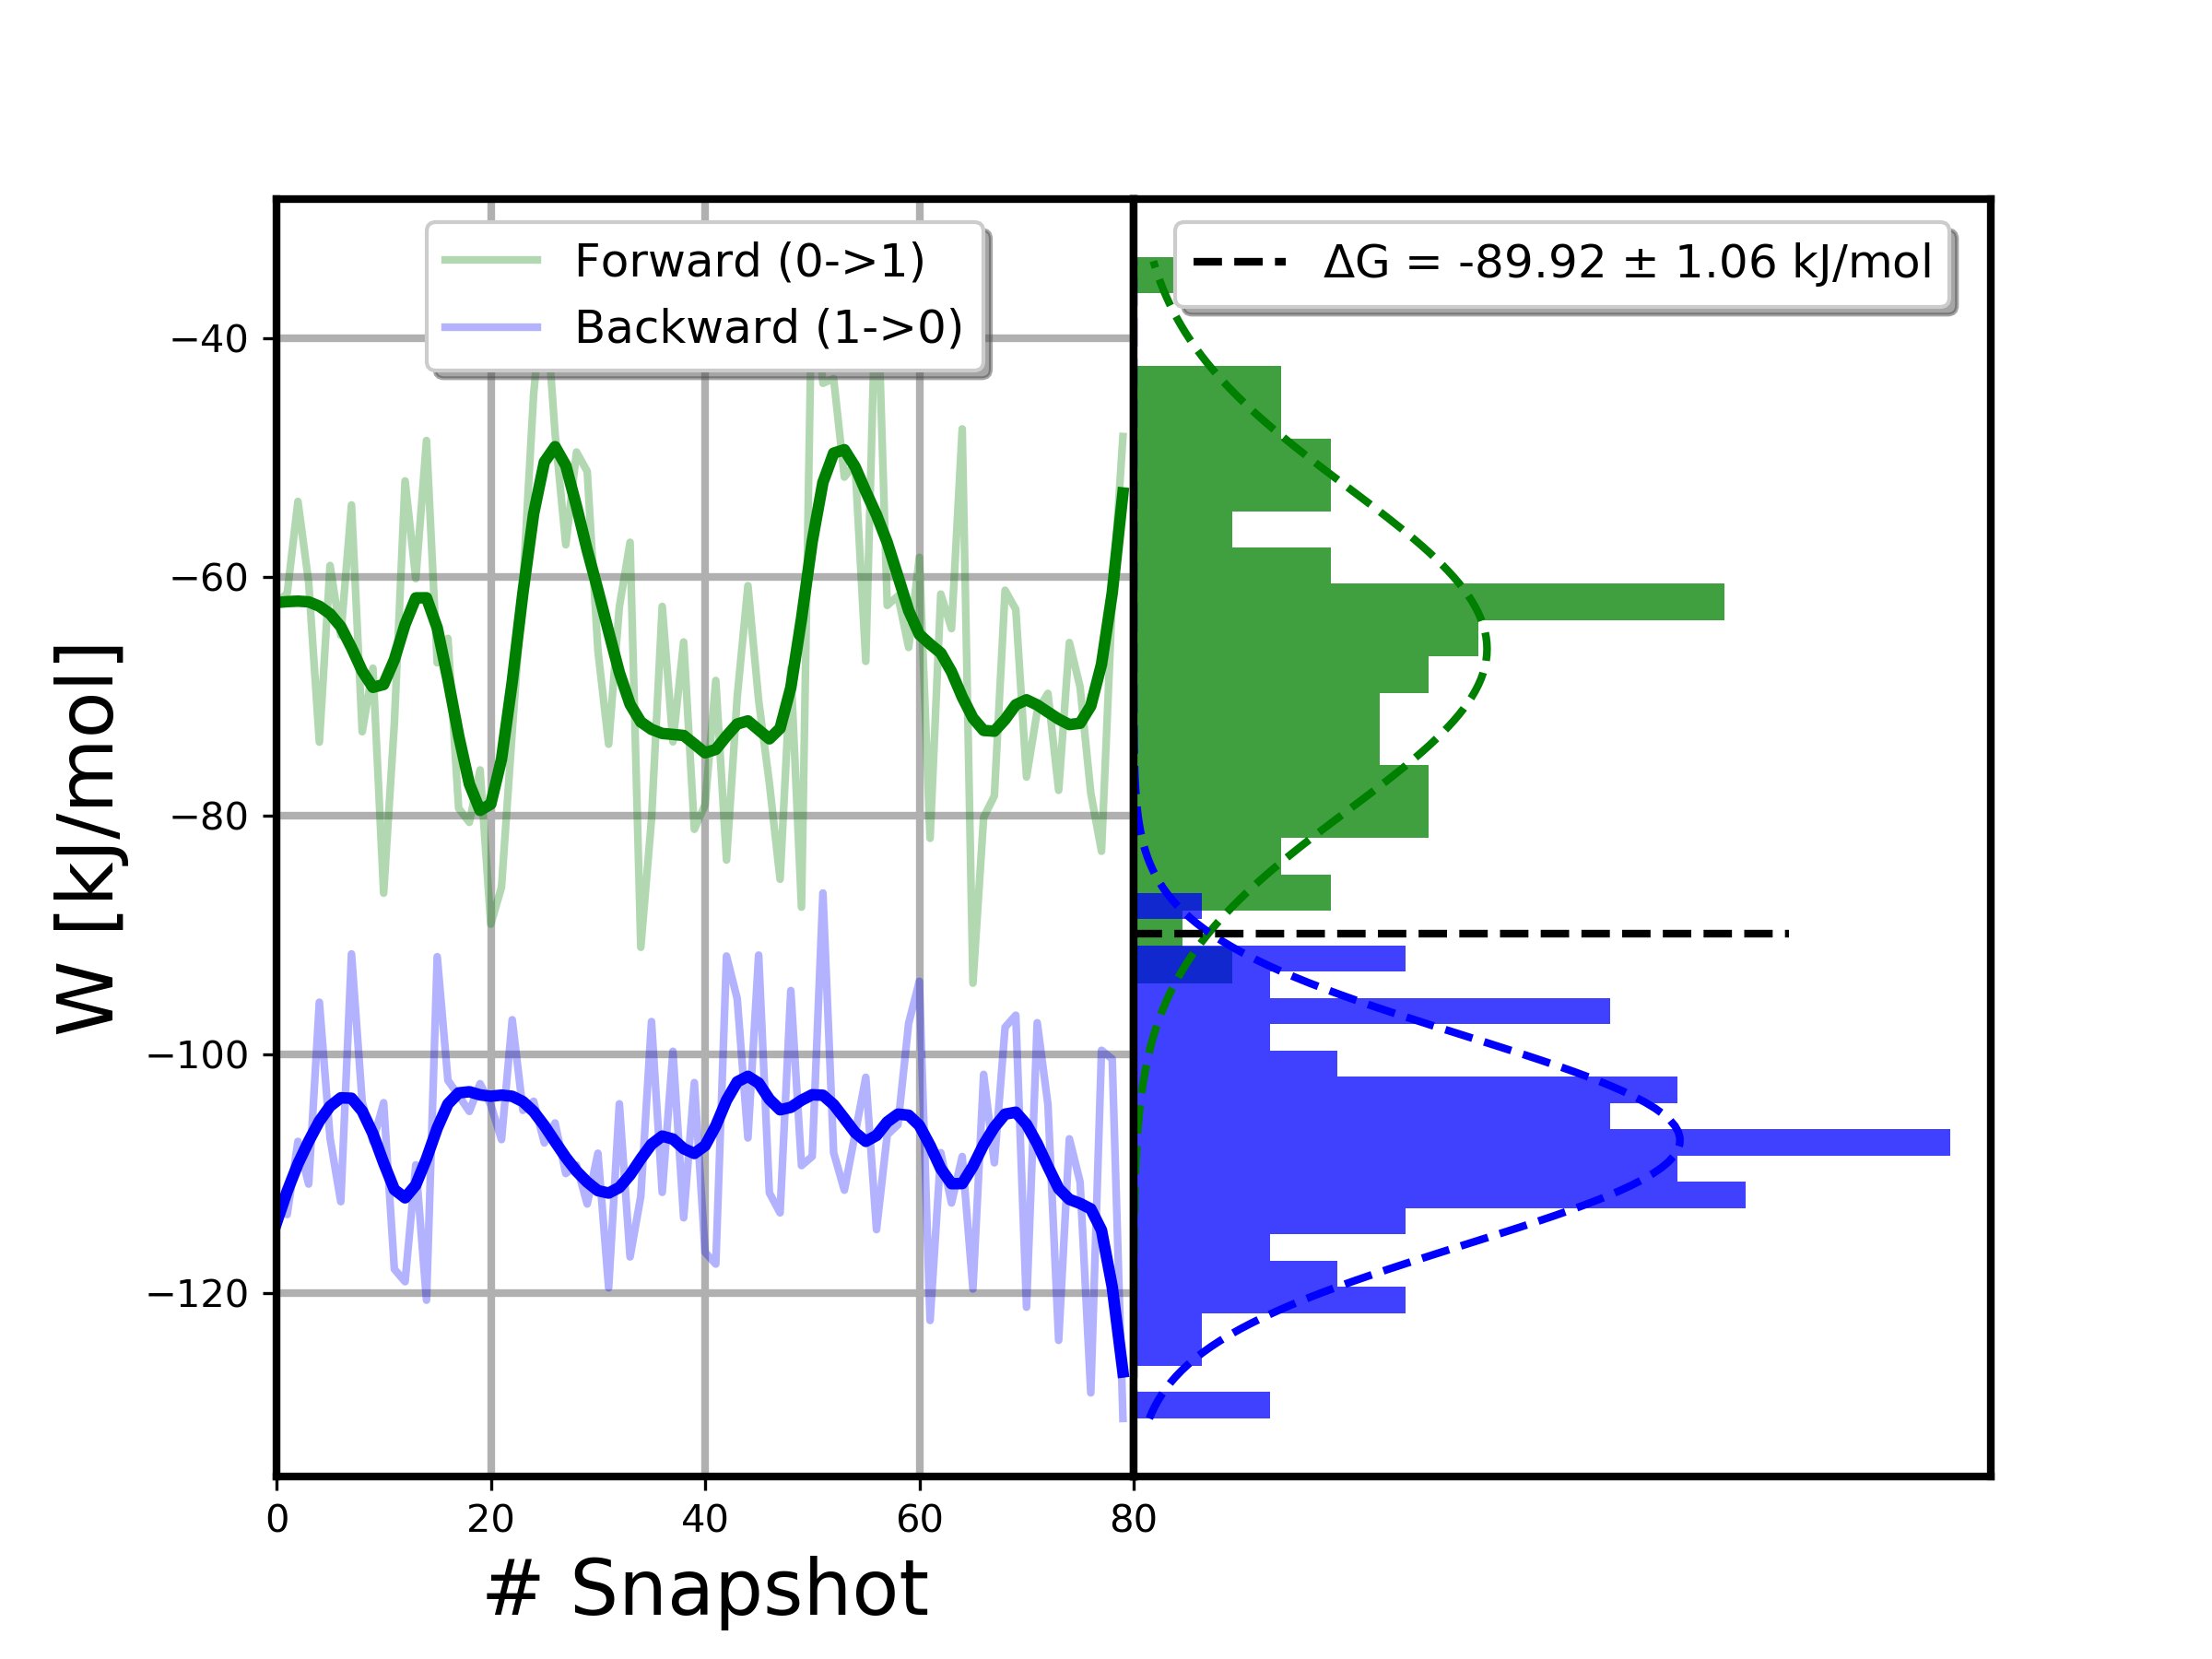 Forward (0->1)
Backward (1->0)
ΔG = -89.92 ± 1.06 kJ/mol
W [kJ/mol]
−40
−60
−80
−100
−120
0 20 40 60 80
# Snapshot